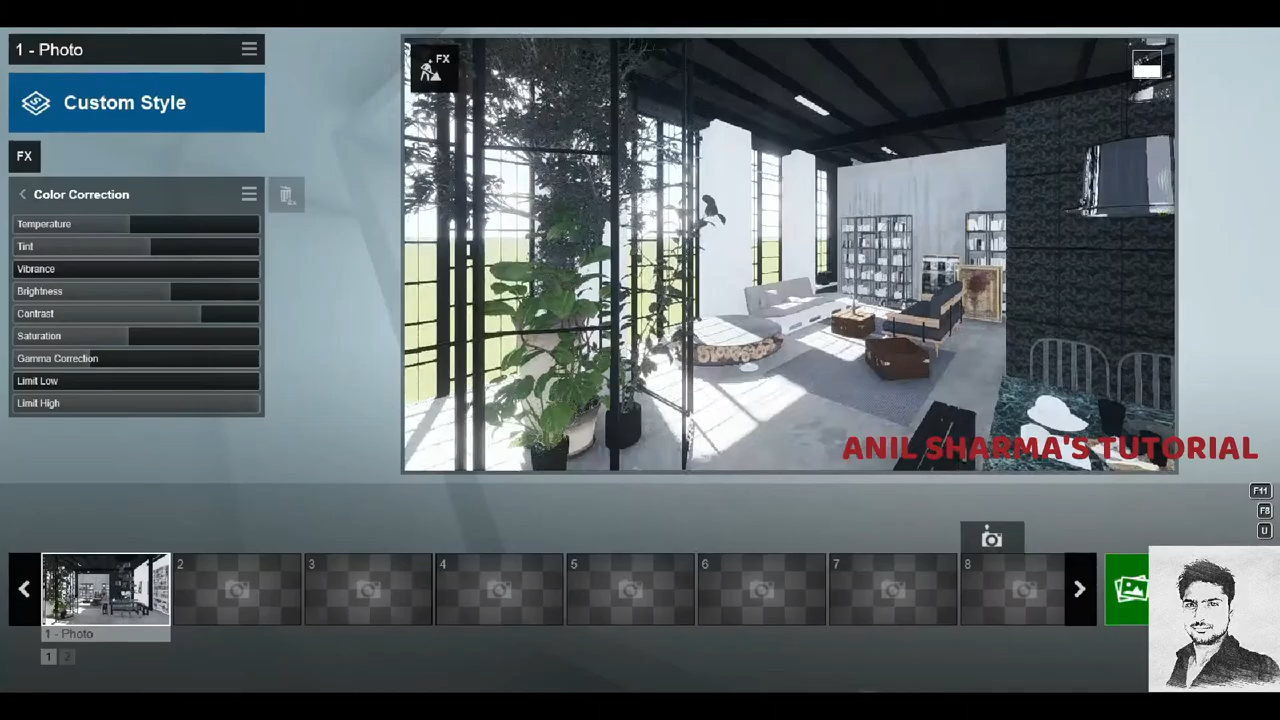 1 - Photo
Custom Style
FX
Color Correction
Temperature
Tint
Vibrance
Brightness
Contrast
Saturation
Gamma Correction
Limit Low
Limit High
FX
ANIL SHARMA'S TUTORIAL
F11
F8
U
2 3 4 5 6 7 8
1 - Photo
1 2